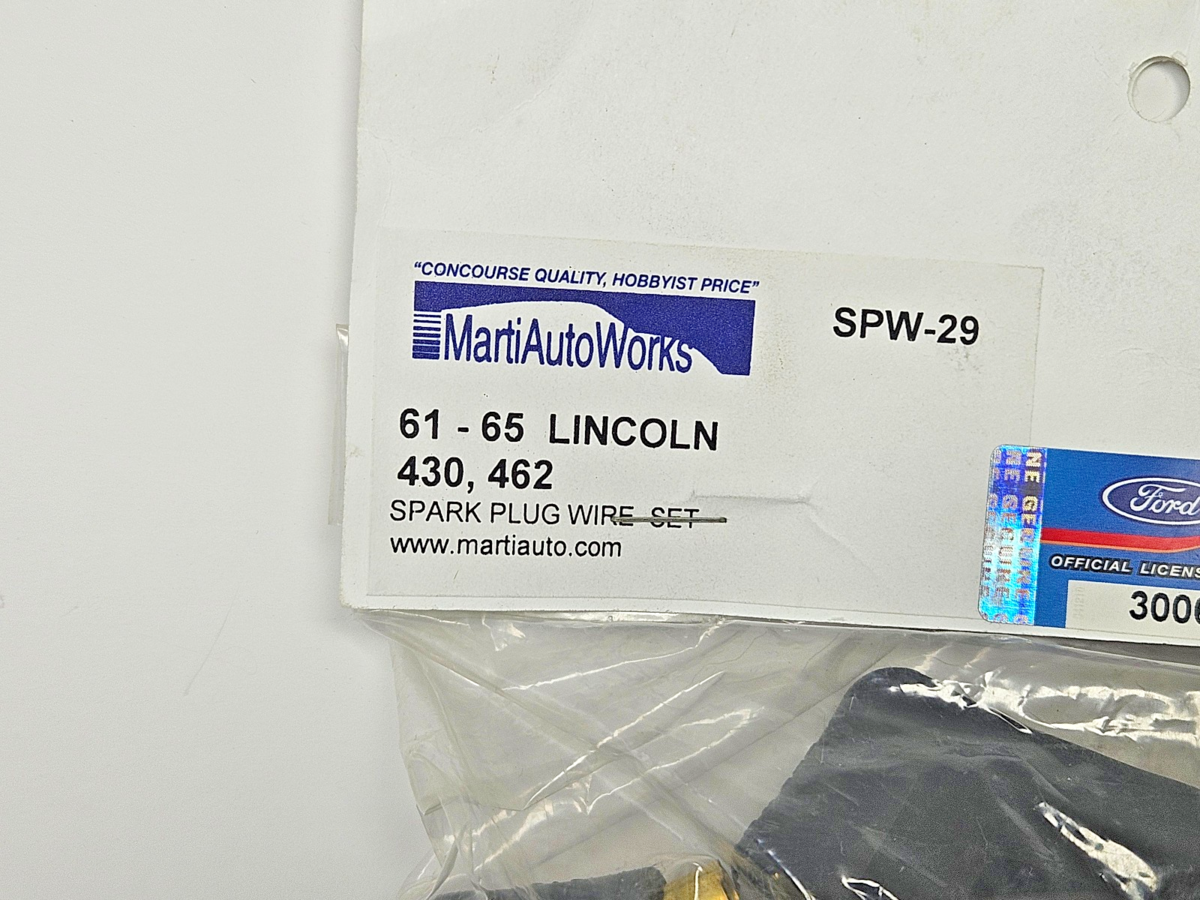 "CONCOURSE QUALITY, HOBBYIST PRICE"
MartiAutoWorks
SPW-29
61 - 65 LINCOLN
430, 462
SPARK PLUG WIRE SET
www.martiauto.com
Ford
OFFICIAL LICENS
300